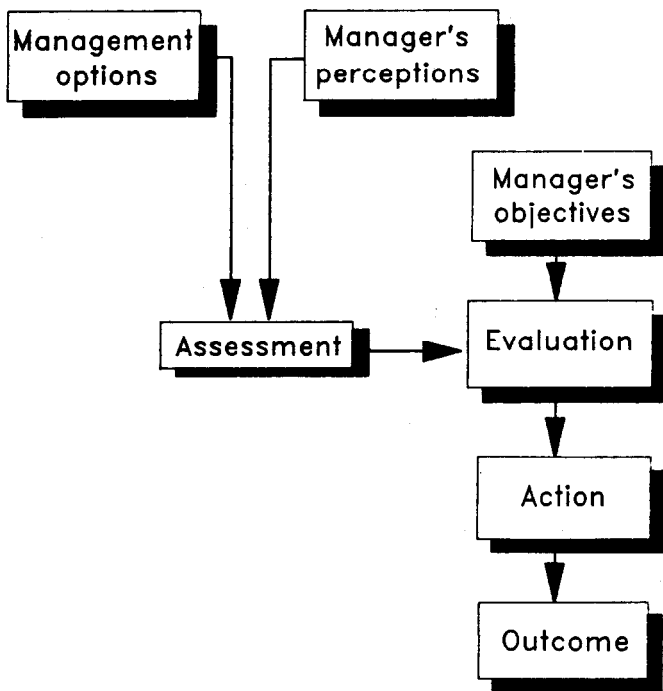 Management
options
Manager's
perceptions
Manager's
objectives
Assessment
Evaluation
Action
Outcome